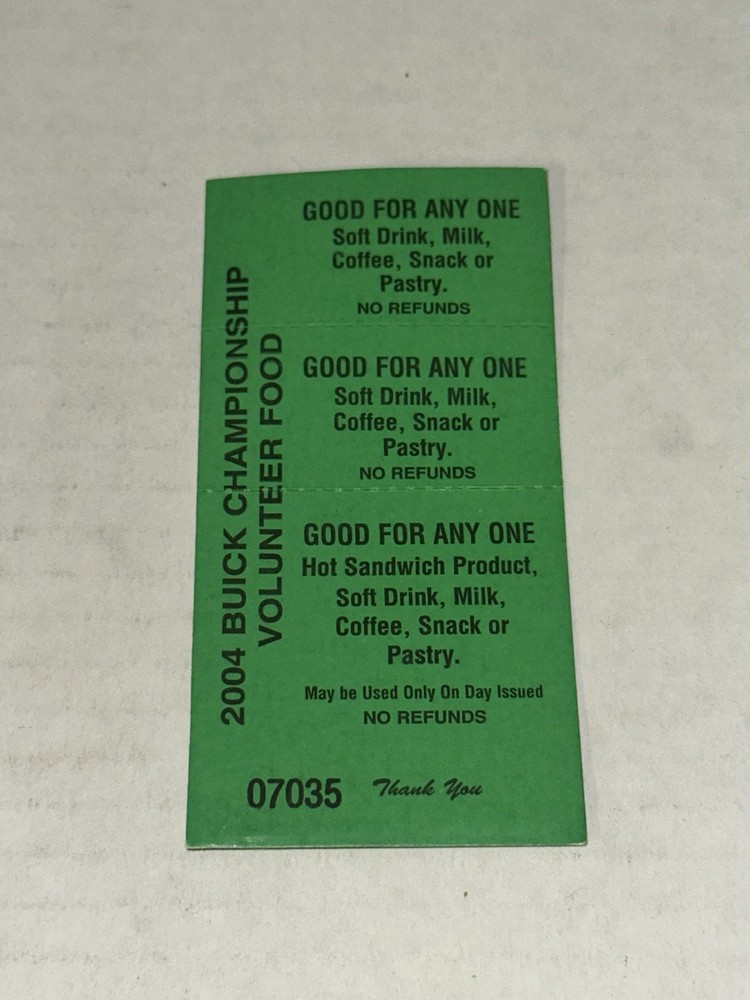 2004 BUICK CHAMPIONSHIP
VOLUNTEER FOOD
GOOD FOR ANY ONE
Soft Drink, Milk,
Coffee, Snack or
Pastry.
NO REFUNDS
GOOD FOR ANY ONE
Soft Drink, Milk,
Coffee, Snack or
Pastry.
NO REFUNDS
GOOD FOR ANY ONE
Hot Sandwich Product,
Soft Drink, Milk,
Coffee, Snack or
Pastry.
May be Used Only On Day Issued
NO REFUNDS
07035 Thank You